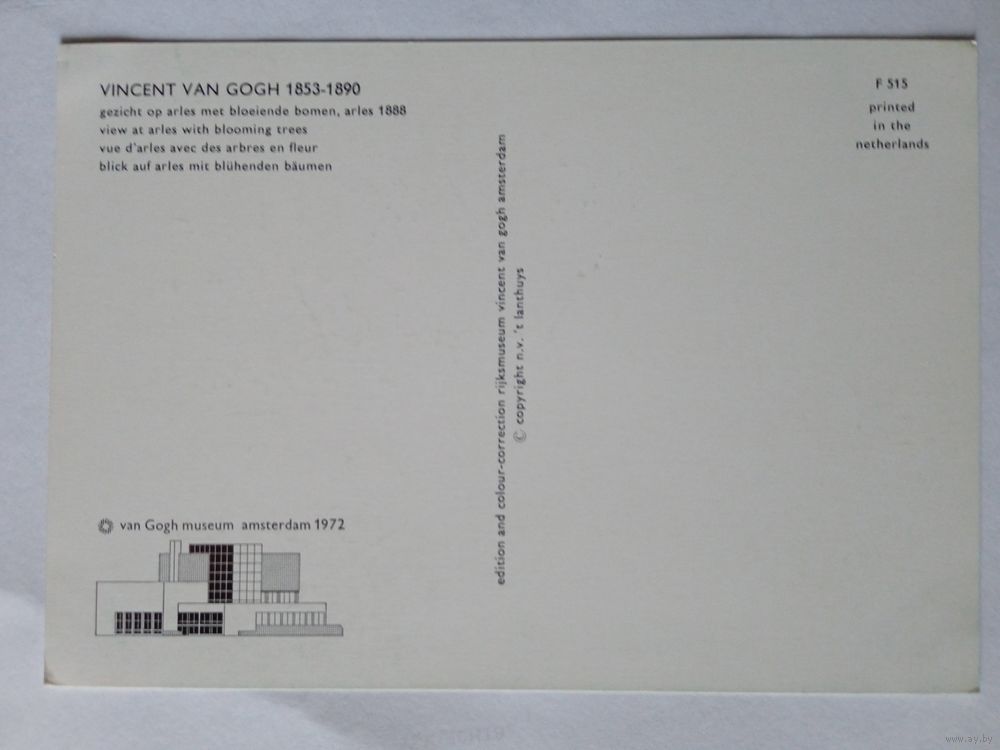 VINCENT VAN GOGH 1853-1890
gezicht op arles met bloeiende bomen, arles 1888
view at arles with blooming trees
vue d'arles avec des arbres en fleur
blick auf arles mit blühenden bäumen
F 515
printed
in the
netherlands
edition and colour-correction rijksmuseum vincent van gogh amsterdam
© copyright n.v. 't lanthuys
van Gogh museum amsterdam 1972
www.ay.by